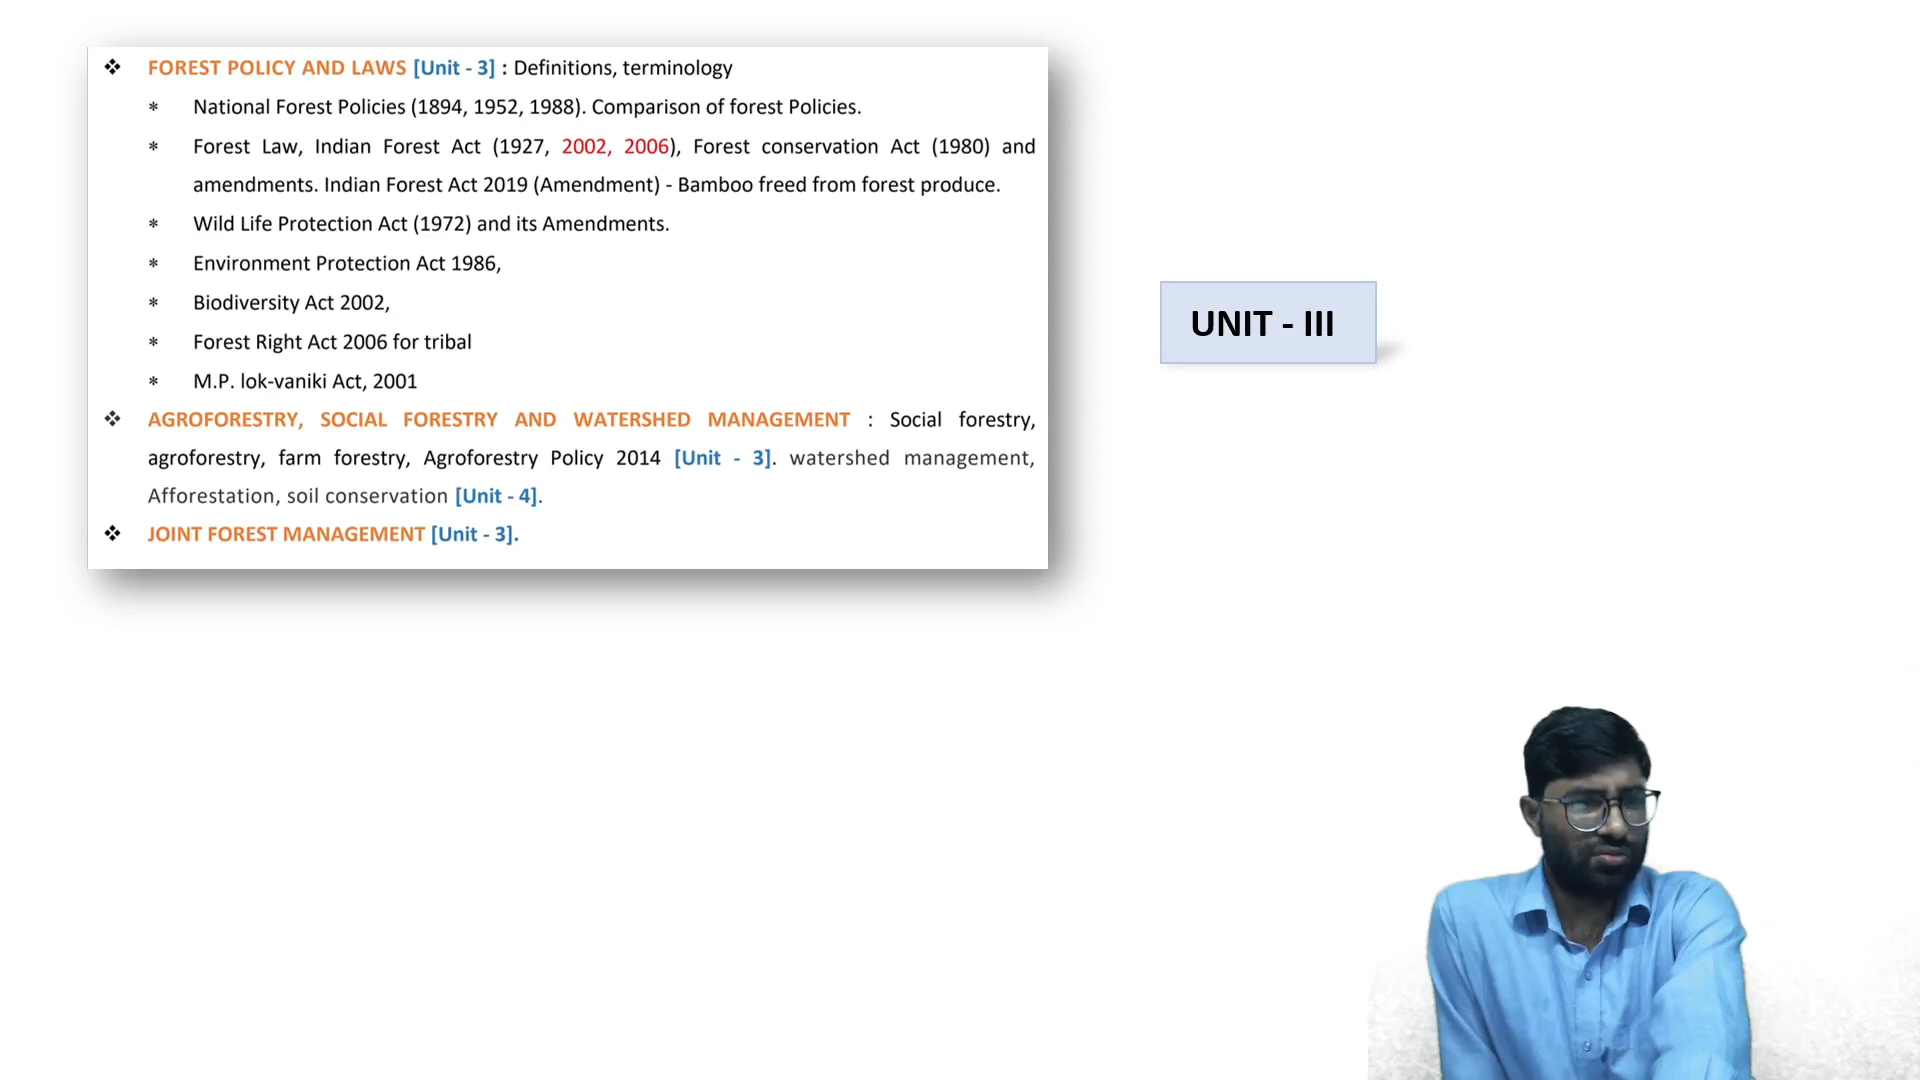 ❖ FOREST POLICY AND LAWS [Unit - 3] : Definitions, terminology
* National Forest Policies (1894, 1952, 1988). Comparison of forest Policies.
* Forest Law, Indian Forest Act (1927, 2002, 2006), Forest conservation Act (1980) and
amendments. Indian Forest Act 2019 (Amendment) - Bamboo freed from forest produce.
* Wild Life Protection Act (1972) and its Amendments.
* Environment Protection Act 1986,
* Biodiversity Act 2002,
* Forest Right Act 2006 for tribal
* M.P. lok-vaniki Act, 2001
❖ AGROFORESTRY, SOCIAL FORESTRY AND WATERSHED MANAGEMENT : Social forestry,
agroforestry, farm forestry, Agroforestry Policy 2014 [Unit - 3]. watershed management,
Afforestation, soil conservation [Unit - 4].
❖ JOINT FOREST MANAGEMENT [Unit - 3].
UNIT - III